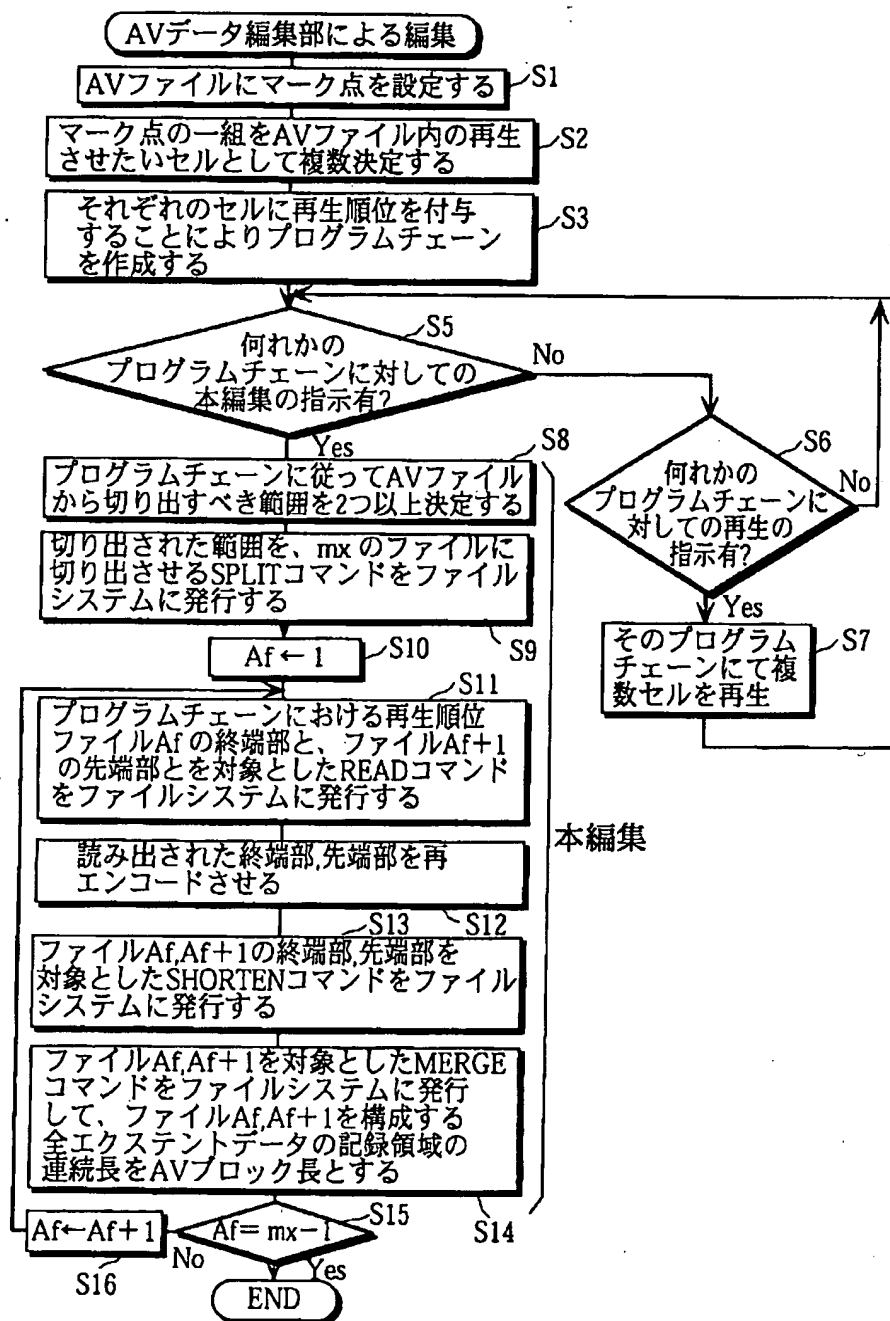 AVデータ編集部による編集
AVファイルにマーク点を設定する
S1
マーク点の一組をAVファイル内の再生
させたいセルとして複数決定する
S2
それぞれのセルに再生順位を付与
することによりプログラムチェーン
を作成する
S3
S5
何れかの
プログラムチェーンに対しての
本編集の指示有?
No
Yes
S6
何れかの
プログラムチェーンに
対しての再生の
指示有?
No
Yes
S7
そのプログラム
チェーンにて複
数セルを再生
S8
プログラムチェーンに従ってAVファイル
から切り出すべき範囲を2つ以上決定する
切り出された範囲を、mx のファイルに
切り出させるSPLITコマンドをファイル
システムに発行する
S9
Af ← 1
S10
S11
プログラムチェーンにおける再生順位
ファイルAf の終端部と、ファイルAf+1
の先端部とを対象としたREADコマンド
をファイルシステムに発行する
本編集
読み出された終端部,先端部を再
エンコードさせる
S12
S13
ファイルAf,Af+1の終端部,先端部を
対象としたSHORTENコマンドをファイル
システムに発行する
ファイルAf,Af+1を対象としたMERGE
コマンドをファイルシステムに発行
して、ファイルAf,Af+1を構成する
全エクステントデータの記録領域の
連続長をAVブロック長とする
S14
Af= mx−1
S15
No
Yes
Af←Af+1
S16
END